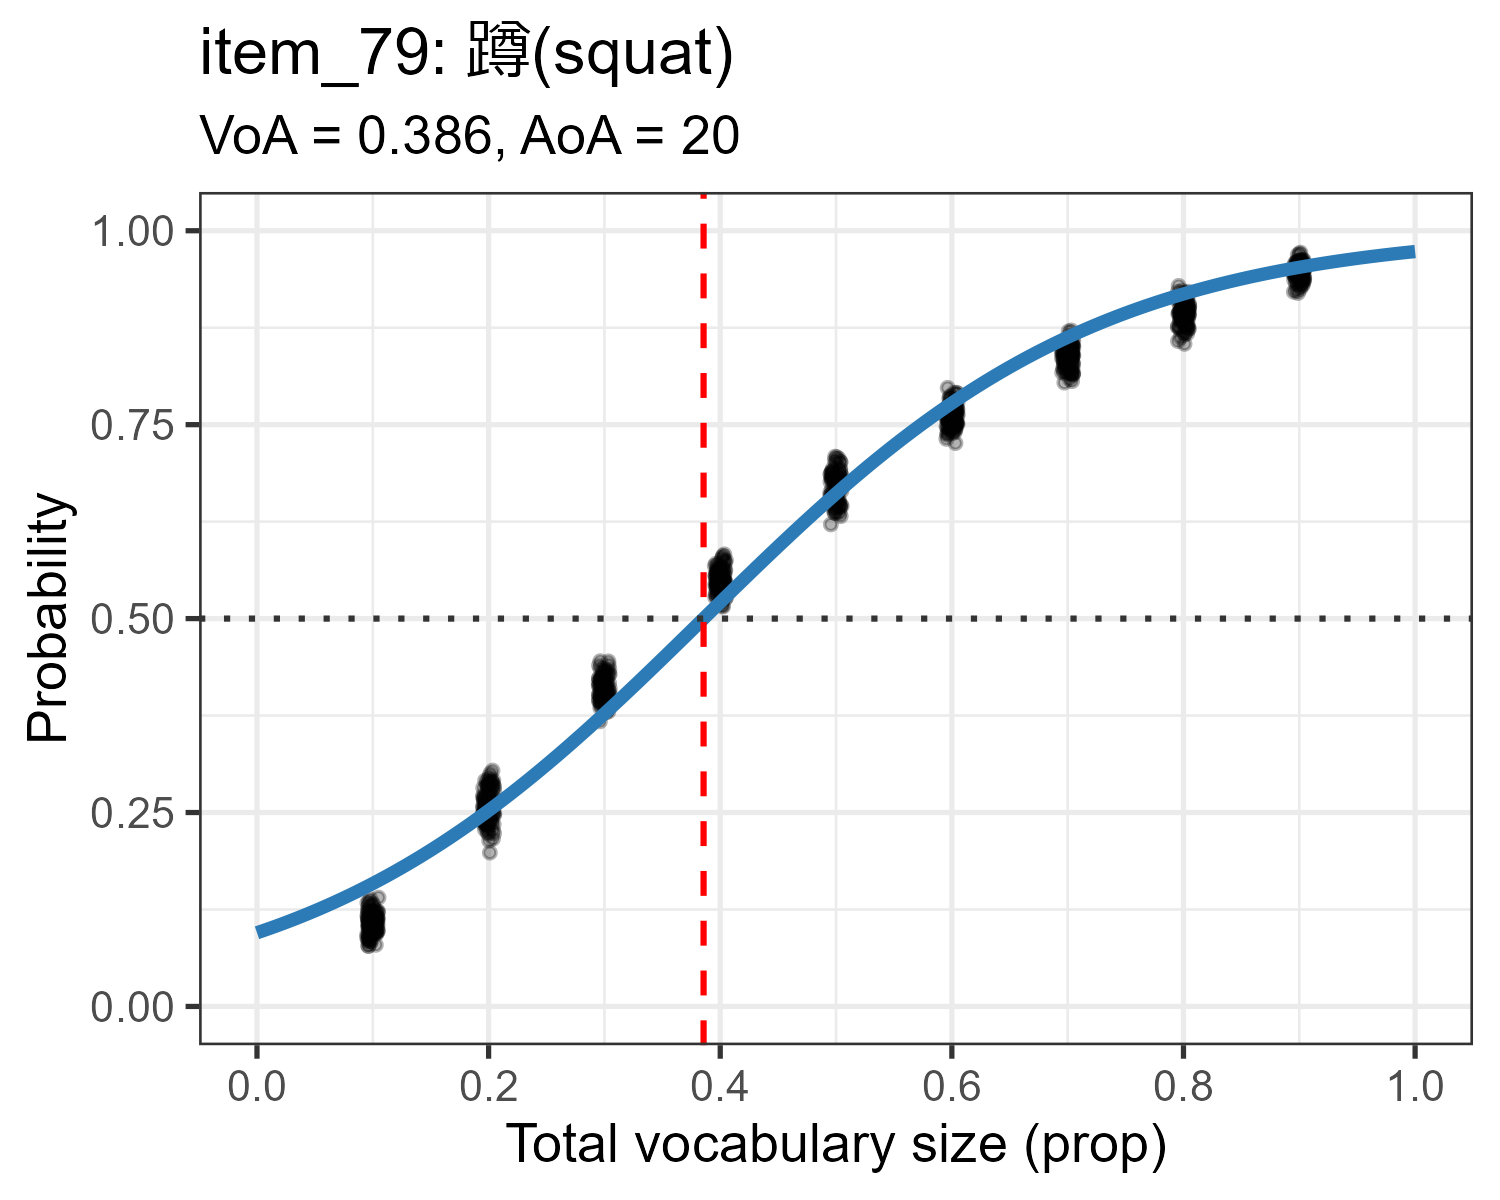 item_79: 蹲(squat)
VoA = 0.386, AoA = 20
1.00
0.75
0.50
0.25
0.00
Probability
0.0 0.2 0.4 0.6 0.8 1.0
Total vocabulary size (prop)